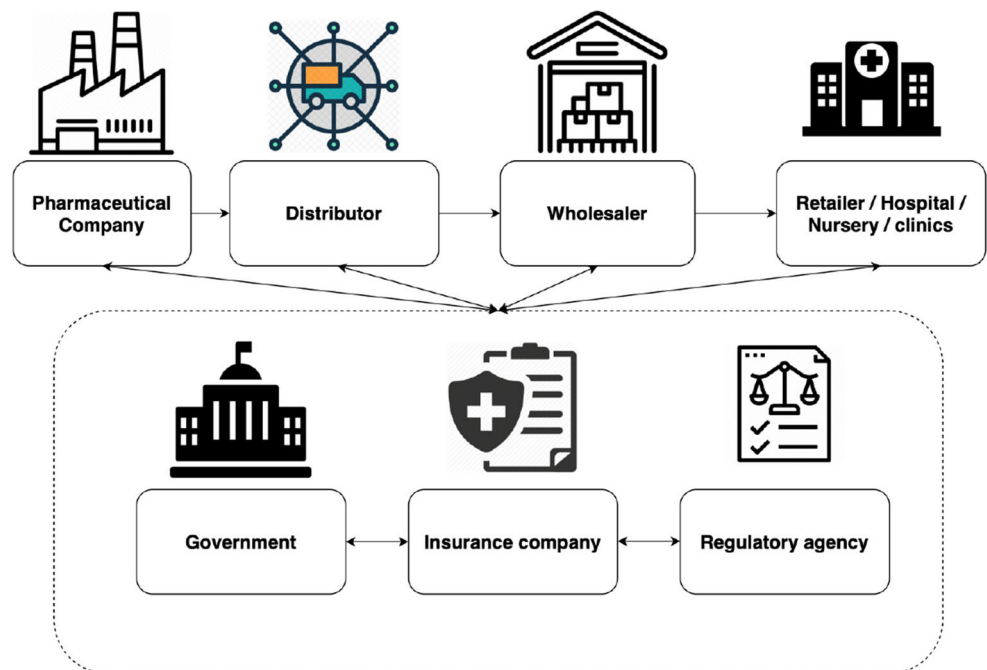 Pharmaceutical
Company
Distributor
Wholesaler
Retailer / Hospital /
Nursery / clinics
Government
Insurance company
Regulatory agency